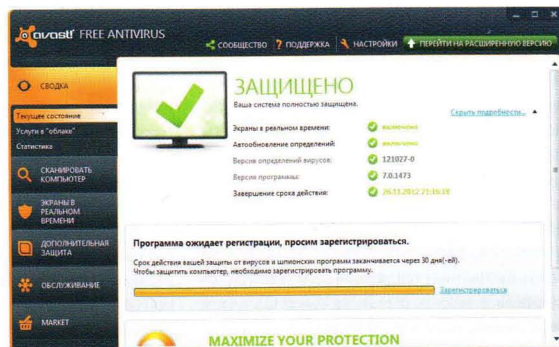 avast! FREE ANTIVIRUS
СООБЩЕСТВО ? ПОДДЕРЖКА НАСТРОЙКИ ПЕРЕЙТИ НА РАСШИРЕННУЮ ВЕРСИЮ
СВОДКА
Текущее состояние
Услуги в "облаке"
Статистика
СКАНИРОВАТЬ
КОМПЬЮТЕР
ЭКРАНЫ В
РЕАЛЬНОМ
ВРЕМЕНИ
ДОПОЛНИТЕЛЬНАЯ
ЗАЩИТА
ОБСЛУЖИВАНИЕ
MARKET
ЗАЩИЩЕНО
Ваша система полностью защищена.
Скрыть подробности...
Экраны в реальном времени: включено
Автообновление определений: включено
Версия определений вирусов: 121027-0
Версия программы: 7.0.1473
Завершение срока действия: 26.11.2012 21:16:19
Программа ожидает регистрации, просим зарегистрироваться.
Срок действия вашей защиты от вирусов и шпионских программ заканчивается через 30 дня(-ей).
Чтобы защитить компьютер, необходимо зарегистрировать программу.
Зарегистрироваться
MAXIMIZE YOUR PROTECTION